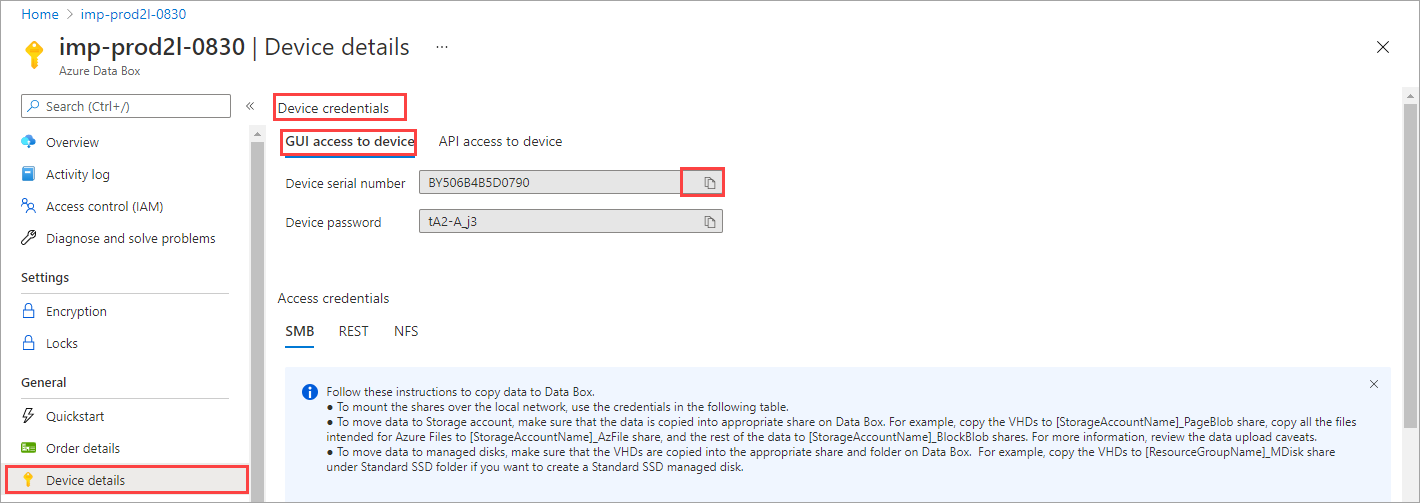 Home > imp-prod2l-0830
imp-prod2l-0830 | Device details ...
Azure Data Box
Search (Ctrl+/)
«
Overview
Activity log
Access control (IAM)
Diagnose and solve problems
Settings
Encryption
Locks
General
Quickstart
Order details
Device details
Device credentials
GUI access to device API access to device
Device serial number BY506B4B5D0790
Device password tA2-A_j3
Access credentials
SMB REST NFS
Follow these instructions to copy data to Data Box.
● To mount the shares over the local network, use the credentials in the following table.
● To move data to Storage account, make sure that the data is copied into appropriate share on Data Box. For example, copy the VHDs to [StorageAccountName]_PageBlob share, copy all the files
intended for Azure Files to [StorageAccountName]_AzFile share, and the rest of the data to [StorageAccountName]_BlockBlob shares. For more information, review the data upload caveats.
● To move data to managed disks, make sure that the VHDs are copied into the appropriate share and folder on Data Box. For example, copy the VHDs to [ResourceGroupName]_MDisk share
under Standard SSD folder if you want to create a Standard SSD managed disk.